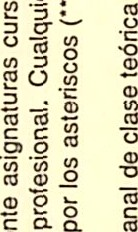 nte asignaturas curs
profesional. Cualqui
por los asteriscos (**
anal de clase teórica